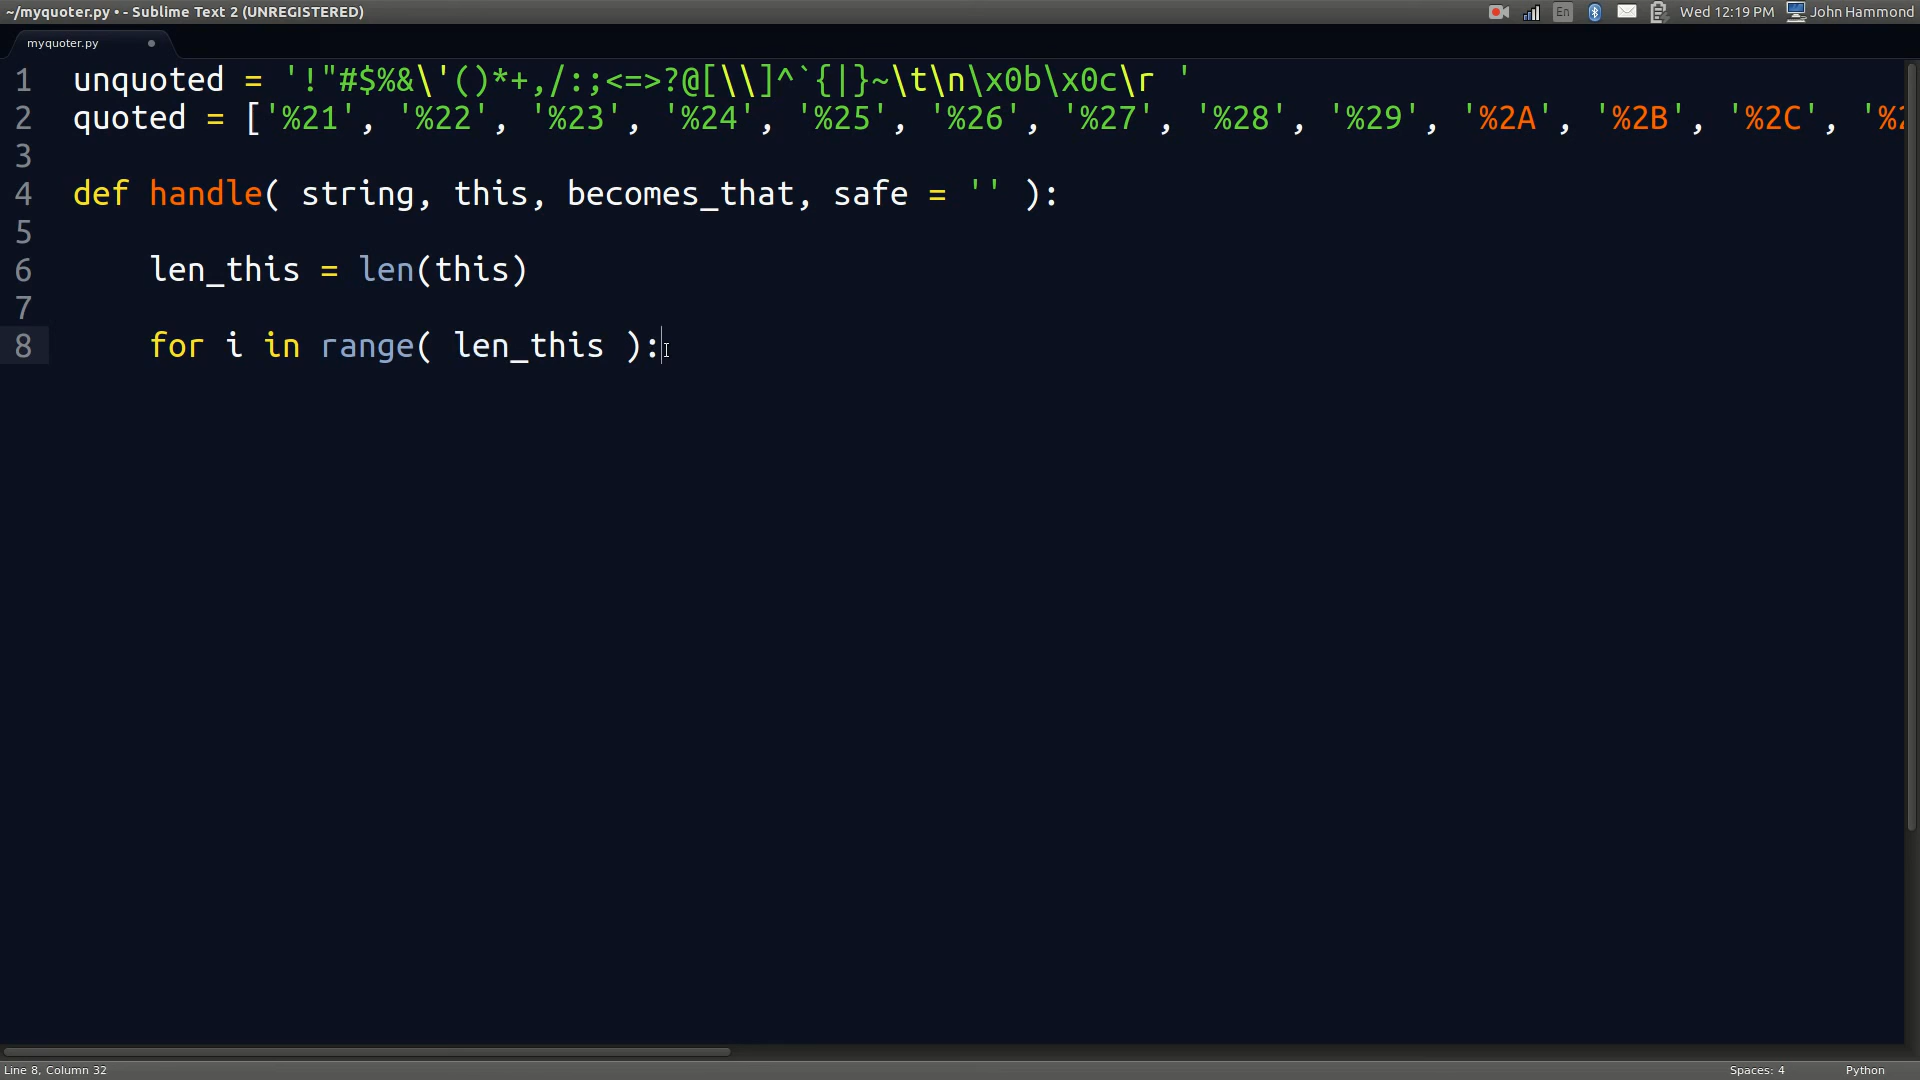 ~/myquoter.py • - Sublime Text 2 (UNREGISTERED) En Wed 12:19 PM John Hammond
myquoter.py
1 unquoted = '!"#$%&\'()*+,/:;<=>?@[\\]^`{|}~\t\n\x0b\x0c\r '
2 quoted = ['%21', '%22', '%23', '%24', '%25', '%26', '%27', '%28', '%29', '%2A', '%2B', '%2C', '%2
3
4 def handle( string, this, becomes_that, safe = '' ):
5
6     len_this = len(this)
7
8     for i in range( len_this ):
Line 8, Column 32 Spaces: 4 Python